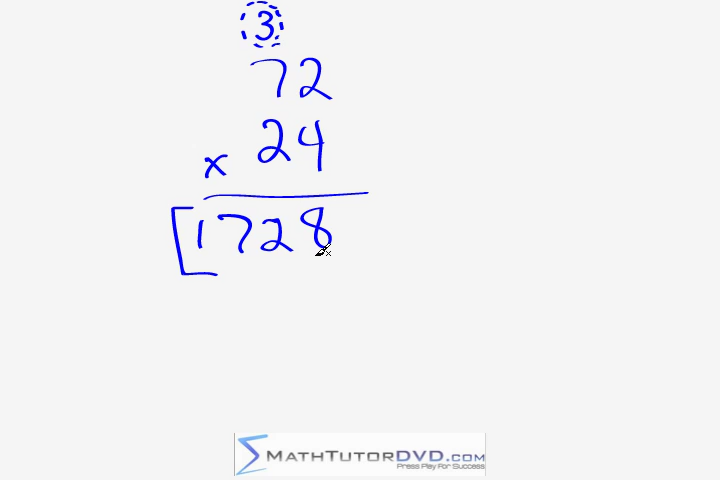 3
72
x 24
1728
MATHTUTORDVD.COM
Press Play For Success